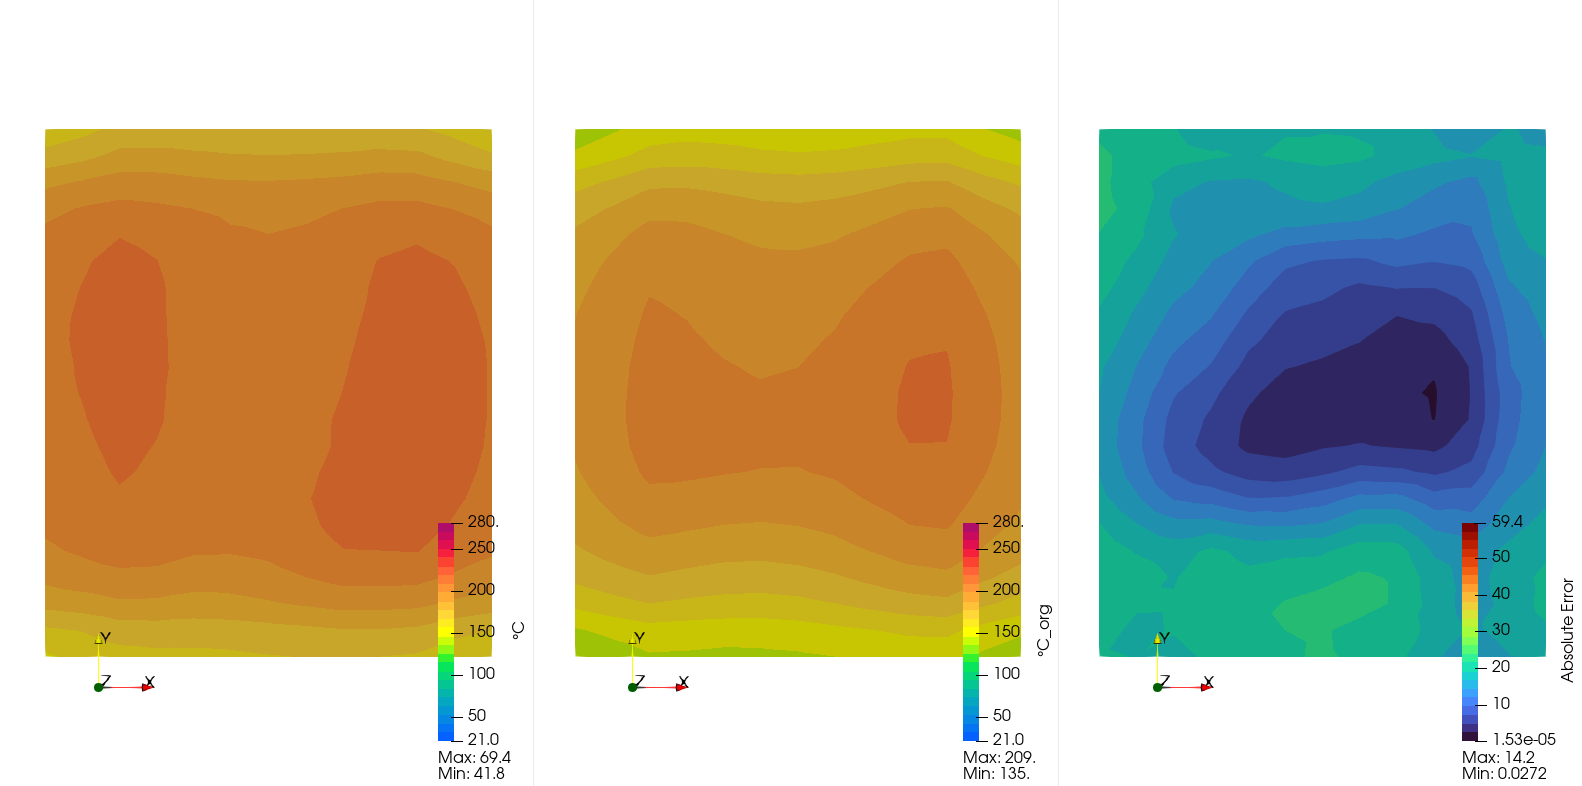 280.
250
200
150
100
50
21.0
°C
Max: 69.4
Min: 41.8
Y
Z
X
280.
250
200
150
100
50
21.0
°C_org
Max: 209.
Min: 135.
Y
Z
X
59.4
50
40
30
20
10
1.53e-05
Absolute Error
Max: 14.2
Min: 0.0272
Y
Z
X